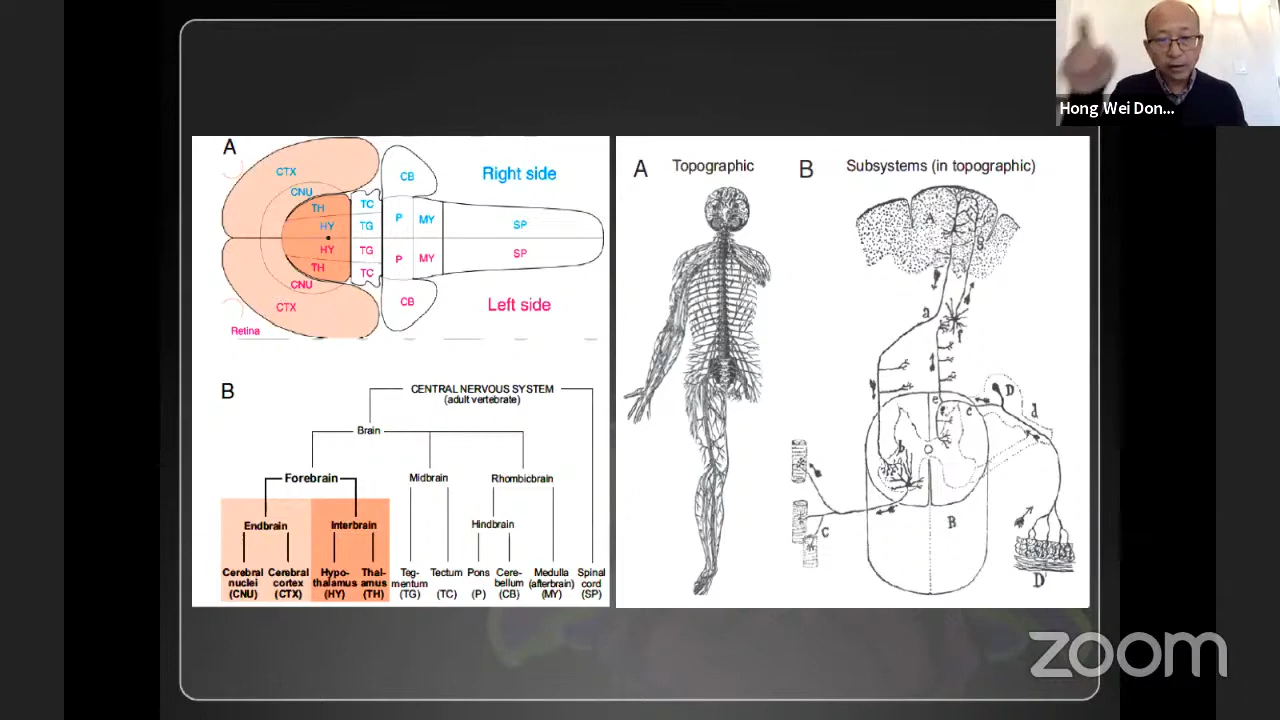 Hong Wei Don...
A
CTX
CNU
TH
HY
HY
TH
CNU
CTX
Retina
TC
TG
TG
TC
CB
P
P
CB
MY
MY
SP
SP
Right side
Left side
B
CENTRAL NERVOUS SYSTEM
(adult vertebrate)
Brain
Forebrain
Midbrain
Rhombicbrain
Endbrain
Interbrain
Hindbrain
Cerebral
nuclei
(CNU)
Cerebral
cortex
(CTX)
Hypo-
thalamus
(HY)
Thal-
amus
(TH)
Teg-
mentum
(TG)
Tectum
(TC)
Pons
(P)
Cere-
bellum
(CB)
Medulla
(afterbrain)
(MY)
Spinal
cord
(SP)
A
Topographic
B
Subsystems (in topographic)
A
g
a
f
D
d
e
c
b
B
C
D'
zoom